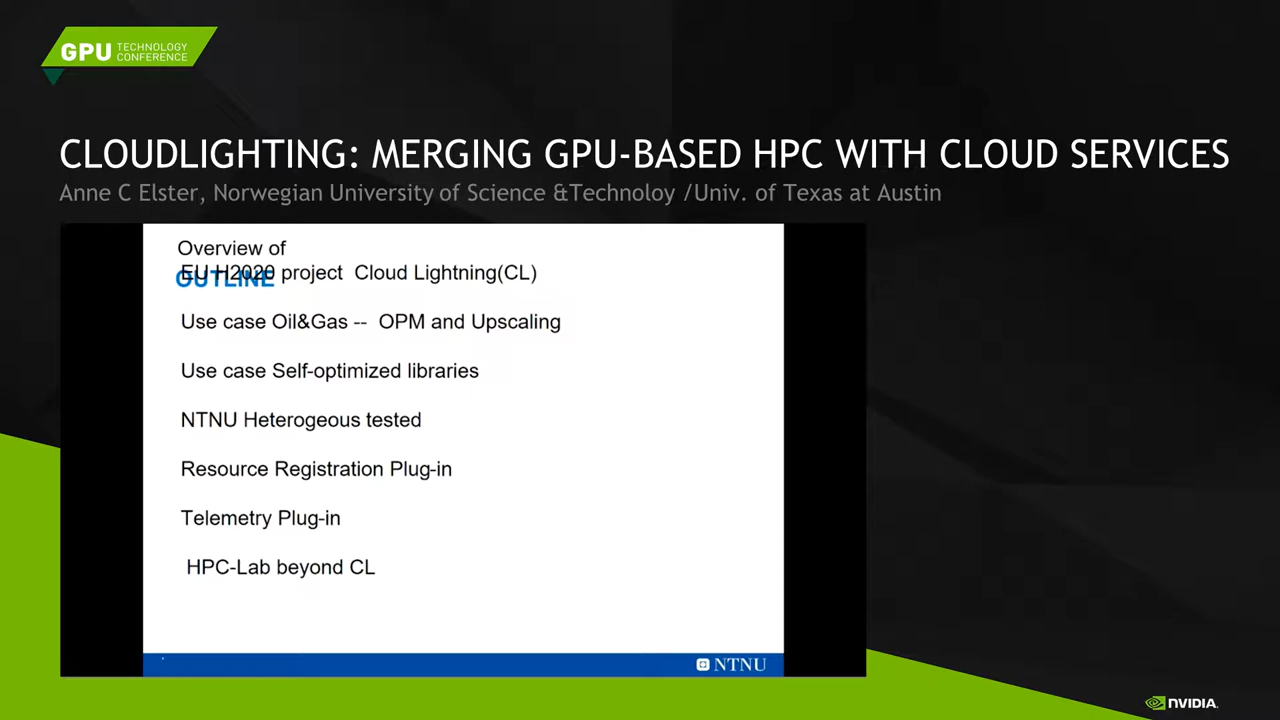 GPU TECHNOLOGY CONFERENCE
CLOUDLIGHTING: MERGING GPU-BASED HPC WITH CLOUD SERVICES
Anne C Elster, Norwegian University of Science &Technoloy /Univ. of Texas at Austin
Overview of
EU H2020 project  Cloud Lightning(CL)
OUTLINE
Use case Oil&Gas --  OPM and Upscaling
Use case Self-optimized libraries
NTNU Heterogeous tested
Resource Registration Plug-in
Telemetry Plug-in
HPC-Lab beyond CL
NTNU
NVIDIA.